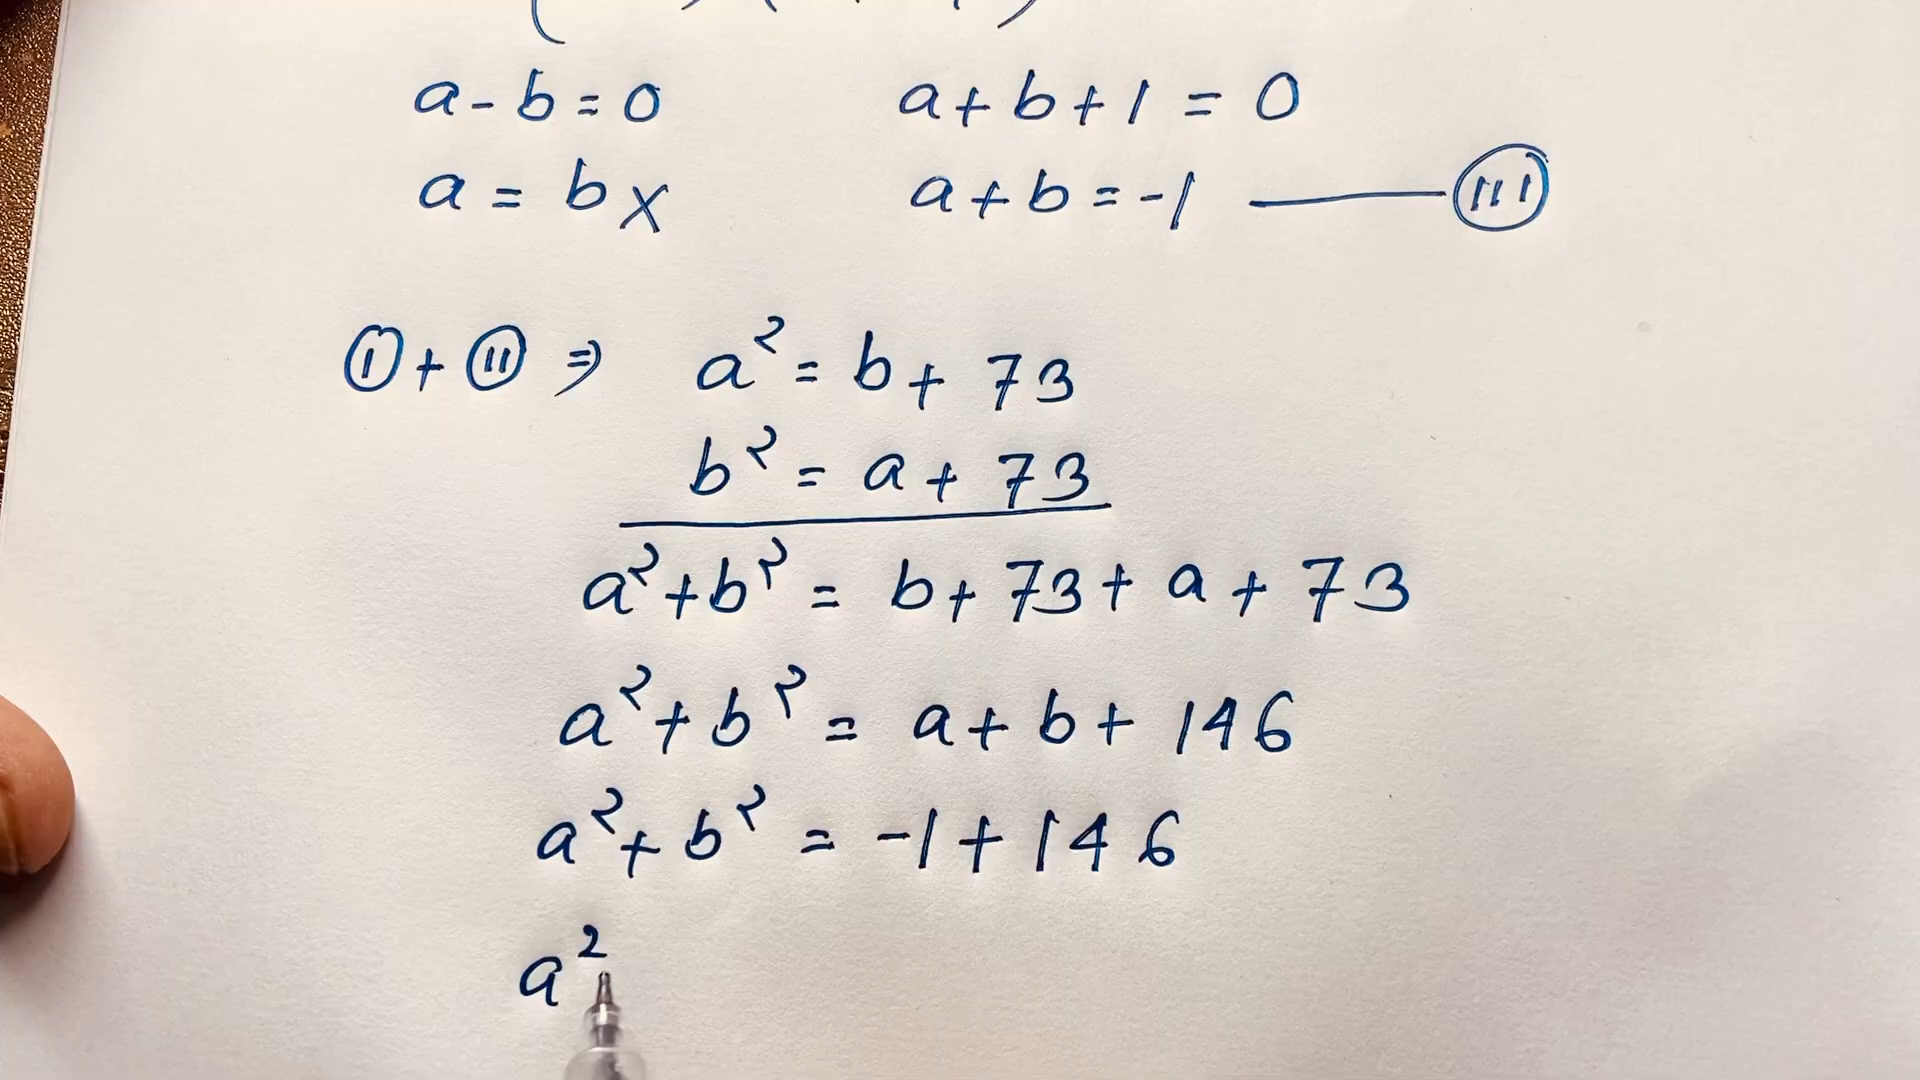 a - b = 0    a + b + 1 = 0
a = b x    a + b = -1 —— (III)
(I) + (II) ⇒ a² = b + 73
b² = a + 73
a² + b² = b + 73 + a + 73
a² + b² = a + b + 146
a² + b² = -1 + 146
a²